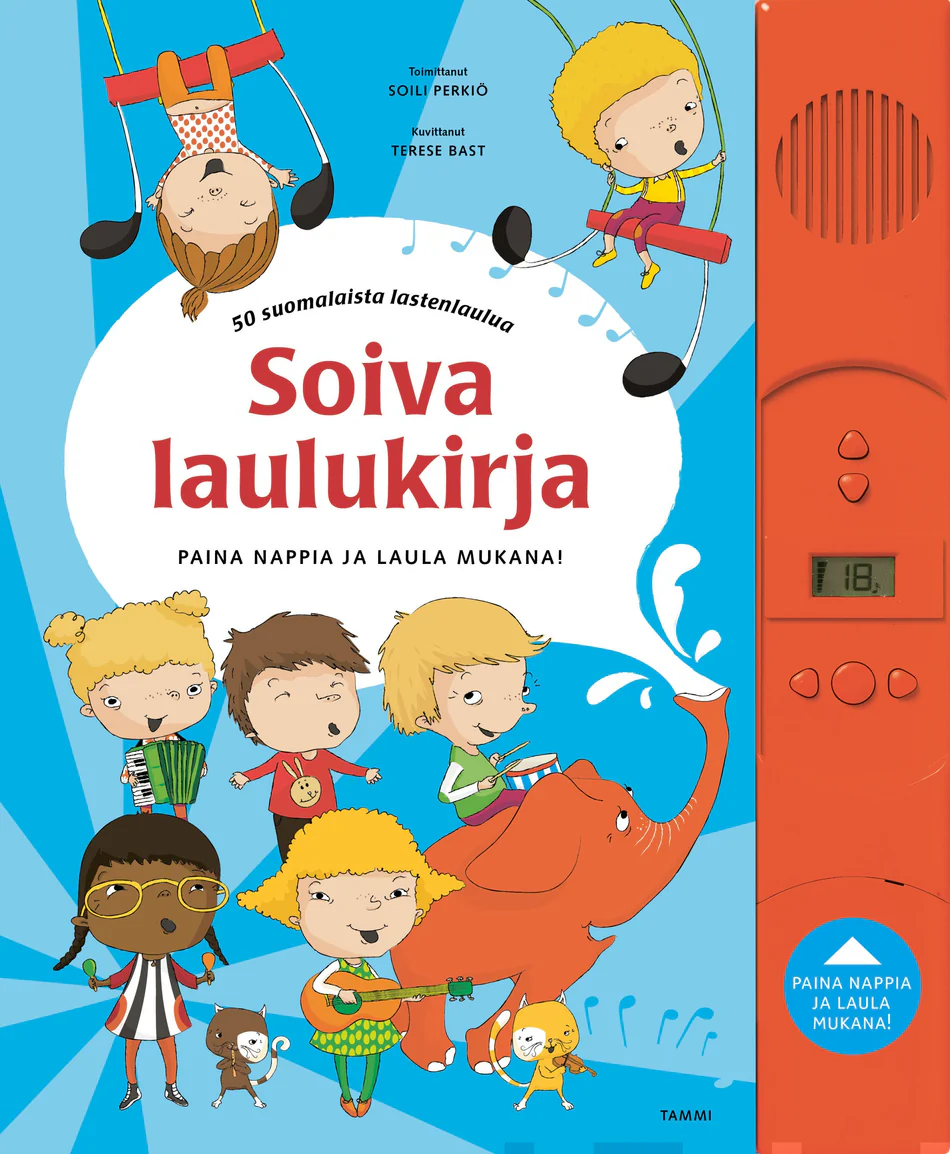 Toimittanut
SOILI PERKIÖ
Kuvittanut
TERESE BAST
50 suomalaista lastenlaulua
Soiva
laulukirja
PAINA NAPPIA JA LAULA MUKANA!
18
PAINA NAPPIA
JA LAULA
MUKANA!
TAMMI